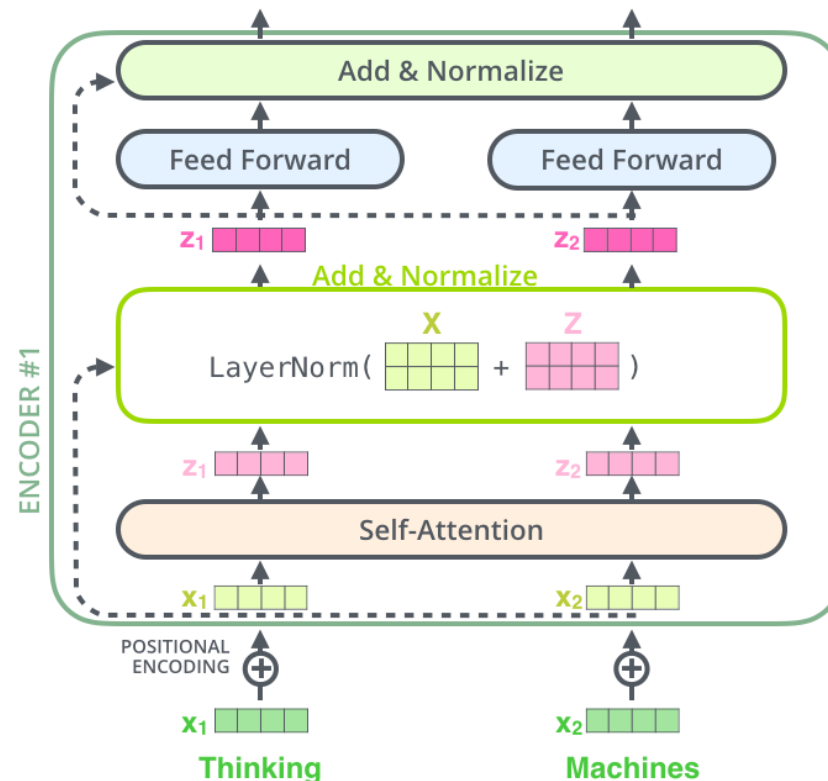 Add & Normalize
Feed Forward Feed Forward
z1 z2
Add & Normalize
X Z
LayerNorm( + )
ENCODER #1
z1 z2
Self-Attention
x1 x2
POSITIONAL
ENCODING
x1 x2
Thinking Machines